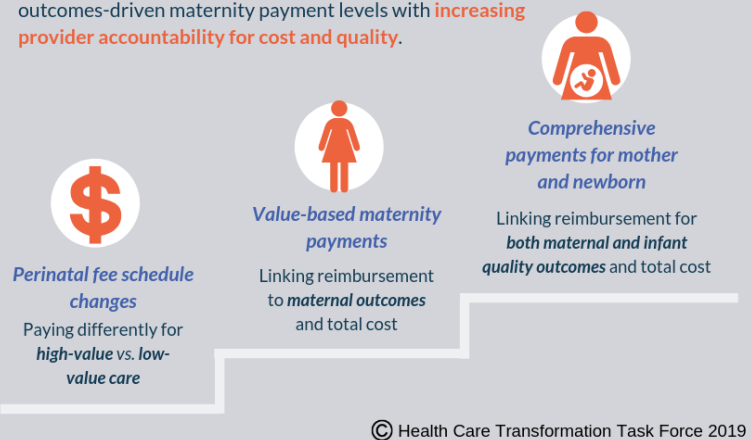 outcomes-driven maternity payment levels with increasing
provider accountability for cost and quality.
$
Perinatal fee schedule
changes
Paying differently for
high-value vs. low-
value care
Value-based maternity
payments
Linking reimbursement
to maternal outcomes
and total cost
Comprehensive
payments for mother
and newborn
Linking reimbursement for
both maternal and infant
quality outcomes and total cost
© Health Care Transformation Task Force 2019